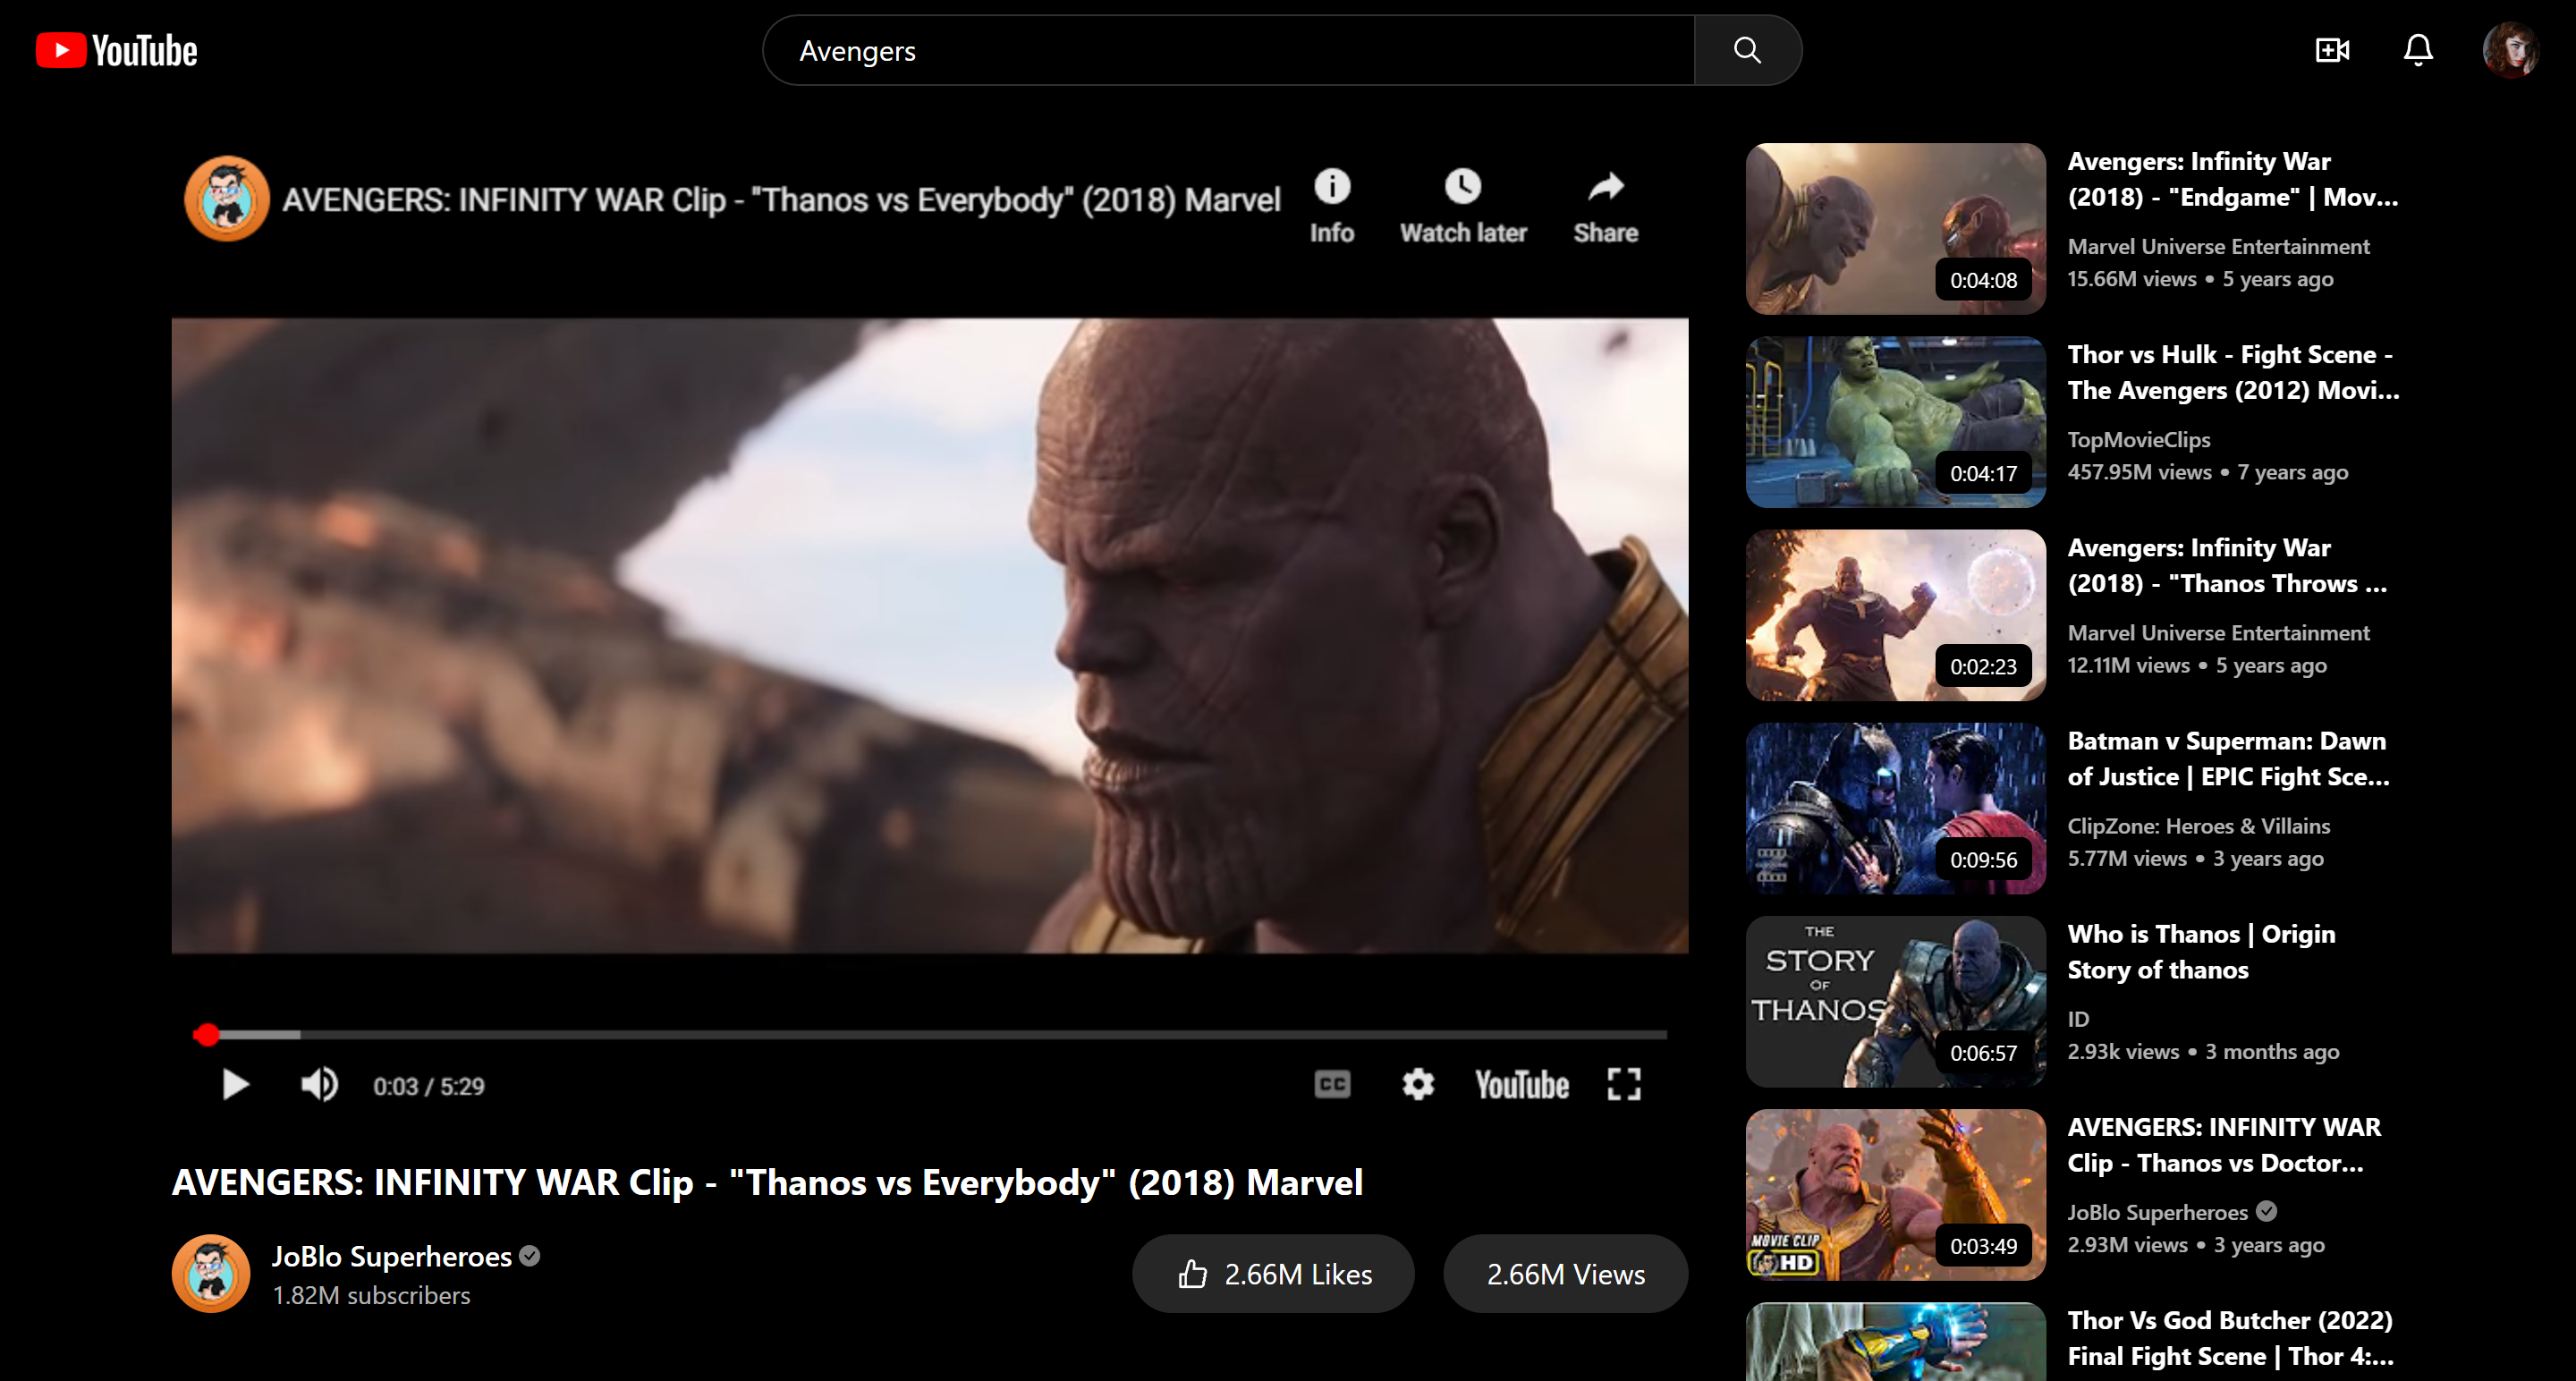 YouTube
Avengers
AVENGERS: INFINITY WAR Clip - "Thanos vs Everybody" (2018) Marvel
Info
Watch later
Share
0:03 / 5:29
CC
YouTube
AVENGERS: INFINITY WAR Clip - "Thanos vs Everybody" (2018) Marvel
JoBlo Superheroes
1.82M subscribers
2.66M Likes
2.66M Views
0:04:08
Avengers: Infinity War
(2018) - "Endgame" | Mov...
Marvel Universe Entertainment
15.66M views • 5 years ago
0:04:17
Thor vs Hulk - Fight Scene -
The Avengers (2012) Movi...
TopMovieClips
457.95M views • 7 years ago
0:02:23
Avengers: Infinity War
(2018) - "Thanos Throws ...
Marvel Universe Entertainment
12.11M views • 5 years ago
0:09:56
Batman v Superman: Dawn
of Justice | EPIC Fight Sce...
ClipZone: Heroes & Villains
5.77M views • 3 years ago
THE
STORY
OF
THANOS
0:06:57
Who is Thanos | Origin
Story of thanos
ID
2.93k views • 3 months ago
MOVIE CLIP
HD
0:03:49
AVENGERS: INFINITY WAR
Clip - Thanos vs Doctor...
JoBlo Superheroes
2.93M views • 3 years ago
Thor Vs God Butcher (2022)
Final Fight Scene | Thor 4:...